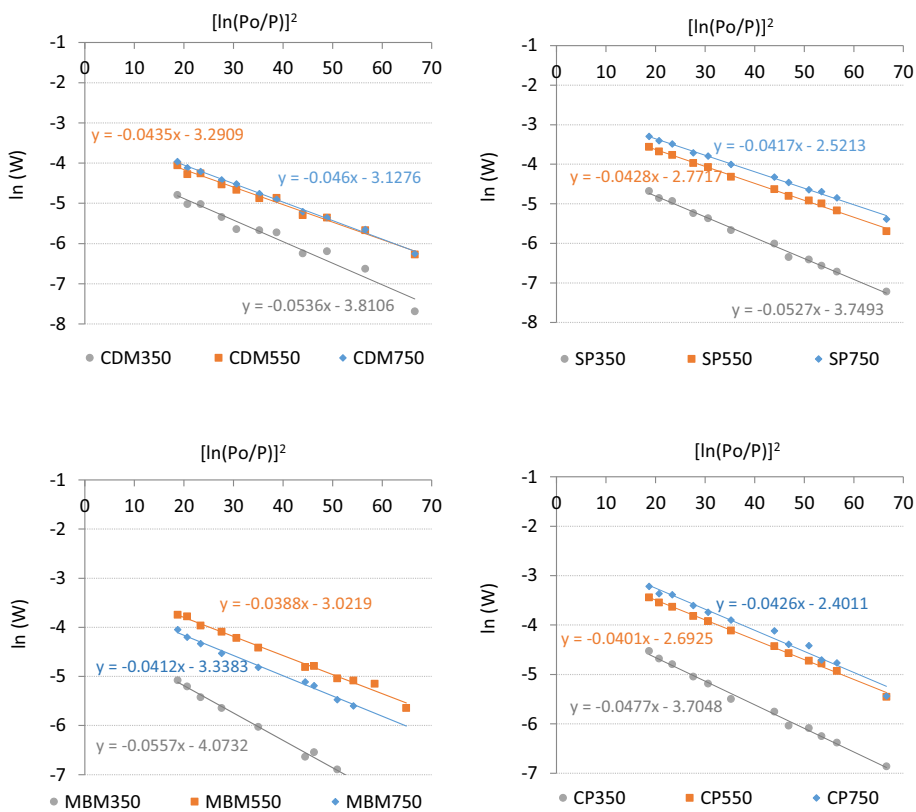 [ln(Po/P)]²
-1
0 10 20 30 40 50 60 70
-2
-3
y = -0.0435x - 3.2909
-4
y = -0.046x - 3.1276
ln (W)
-5
-6
-7
y = -0.0536x - 3.8106
-8
CDM350 CDM550 CDM750
[ln(Po/P)]²
-1
0 10 20 30 40 50 60 70
-2
-3
y = -0.0417x - 2.5213
-4
y = -0.0428x - 2.7717
ln (W)
-5
-6
-7
y = -0.0527x - 3.7493
-8
SP350 SP550 SP750
[ln(Po/P)]²
-1
0 10 20 30 40 50 60 70
-2
-3
y = -0.0388x - 3.0219
-4
ln (W)
y = -0.0412x - 3.3383
-5
-6
y = -0.0557x - 4.0732
-7
MBM350 MBM550 MBM750
[ln(Po/P)]²
-1
0 10 20 30 40 50 60 70
-2
-3
y = -0.0426x - 2.4011
-4
ln (W)
y = -0.0401x - 2.6925
-5
y = -0.0477x - 3.7048
-6
-7
CP350 CP550 CP750